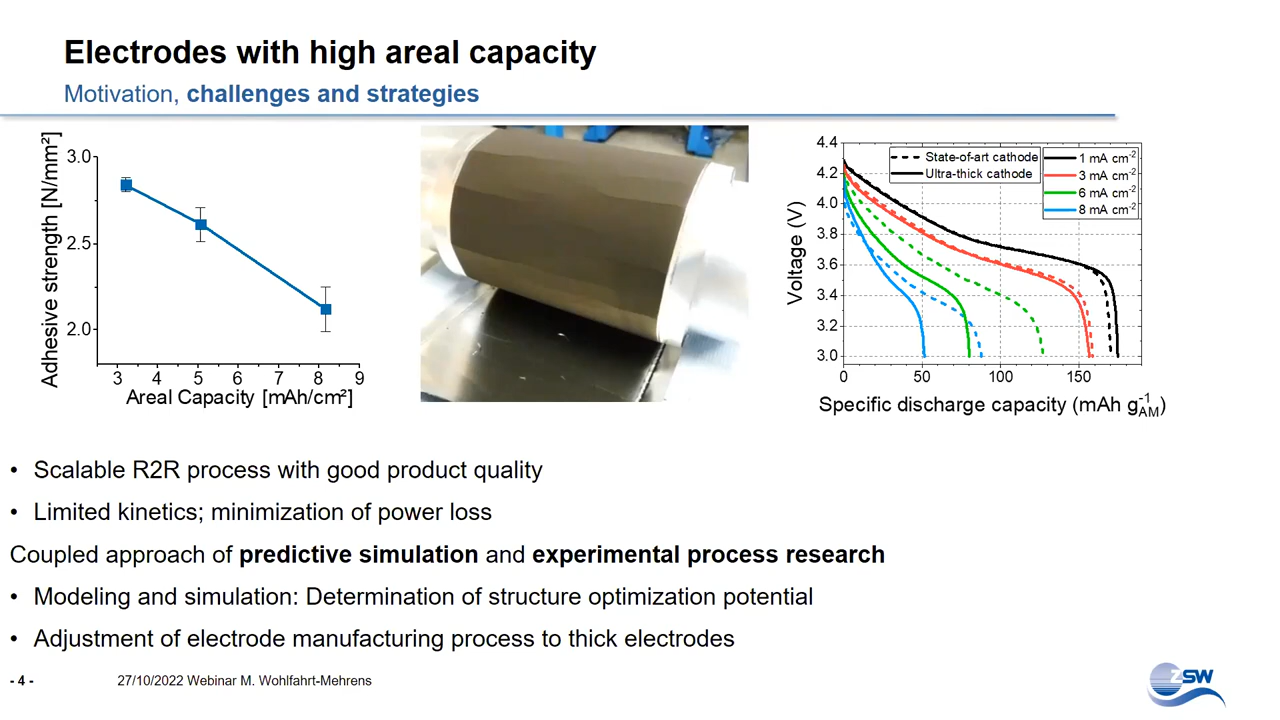 Electrodes with high areal capacity
Motivation, challenges and strategies
Adhesive strength [N/mm²]
3.0
2.5
2.0
3 4 5 6 7 8 9
Areal Capacity [mAh/cm²]
State-of-art cathode
Ultra-thick cathode
1 mA cm⁻²
3 mA cm⁻²
6 mA cm⁻²
8 mA cm⁻²
Voltage (V)
4.4
4.2
4.0
3.8
3.6
3.4
3.2
3.0
0 50 100 150
Specific discharge capacity (mAh g⁻¹AM)
• Scalable R2R process with good product quality
• Limited kinetics; minimization of power loss
Coupled approach of predictive simulation and experimental process research
• Modeling and simulation: Determination of structure optimization potential
• Adjustment of electrode manufacturing process to thick electrodes
- 4 -
27/10/2022 Webinar M. Wohlfahrt-Mehrens
ZSW